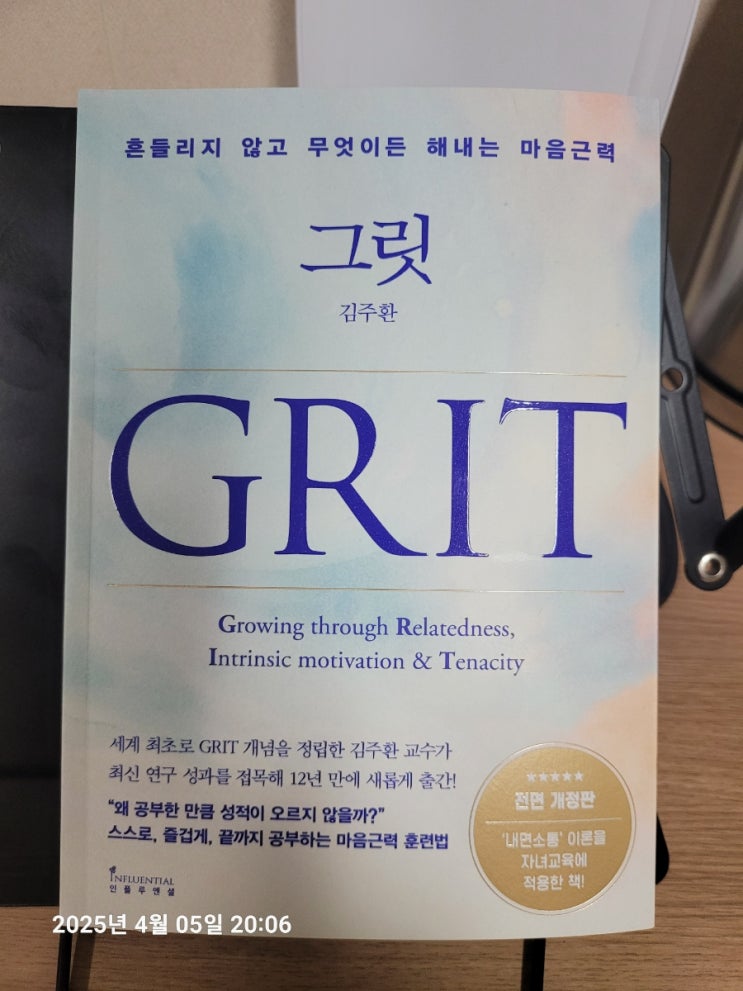 흔들리지 않고 무엇이든 해내는 마음근력
그릿
김주환
GRIT
Growing through Relatedness,
Intrinsic motivation & Tenacity
세계 최초로 GRIT 개념을 정립한 김주환 교수가
최신 연구 성과를 접목해 12년 만에 새롭게 출간!
“왜 공부한 만큼 성적이 오르지 않을까?”
스스로, 즐겁게, 끝까지 공부하는 마음근력 훈련법
★★★★★
전면 개정판
‘내면소통’ 이론을
자녀교육에
적용한 책!
INFLUENTIAL
인플루엔셜
2025년 4월 05일 20:06